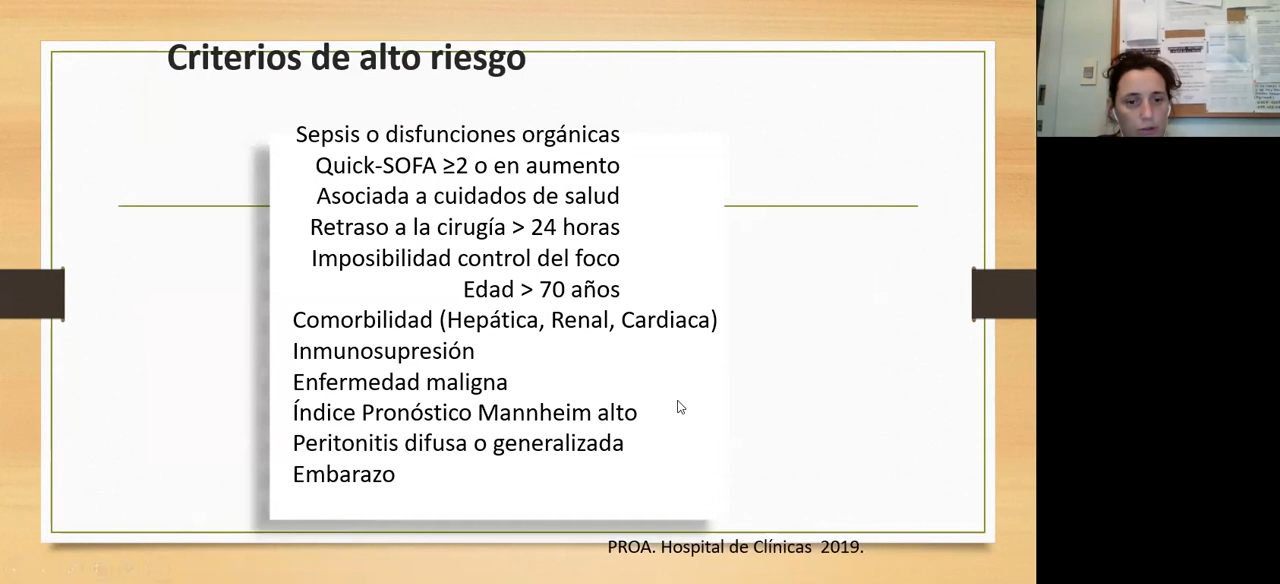 Criterios de alto riesgo
Sepsis o disfunciones orgánicas
Quick-SOFA ≥2 o en aumento
Asociada a cuidados de salud
Retraso a la cirugía > 24 horas
Imposibilidad control del foco
Edad > 70 años
Comorbilidad (Hepática, Renal, Cardiaca)
Inmunosupresión
Enfermedad maligna
Índice Pronóstico Mannheim alto
Peritonitis difusa o generalizada
Embarazo
PROA. Hospital de Clínicas 2019.